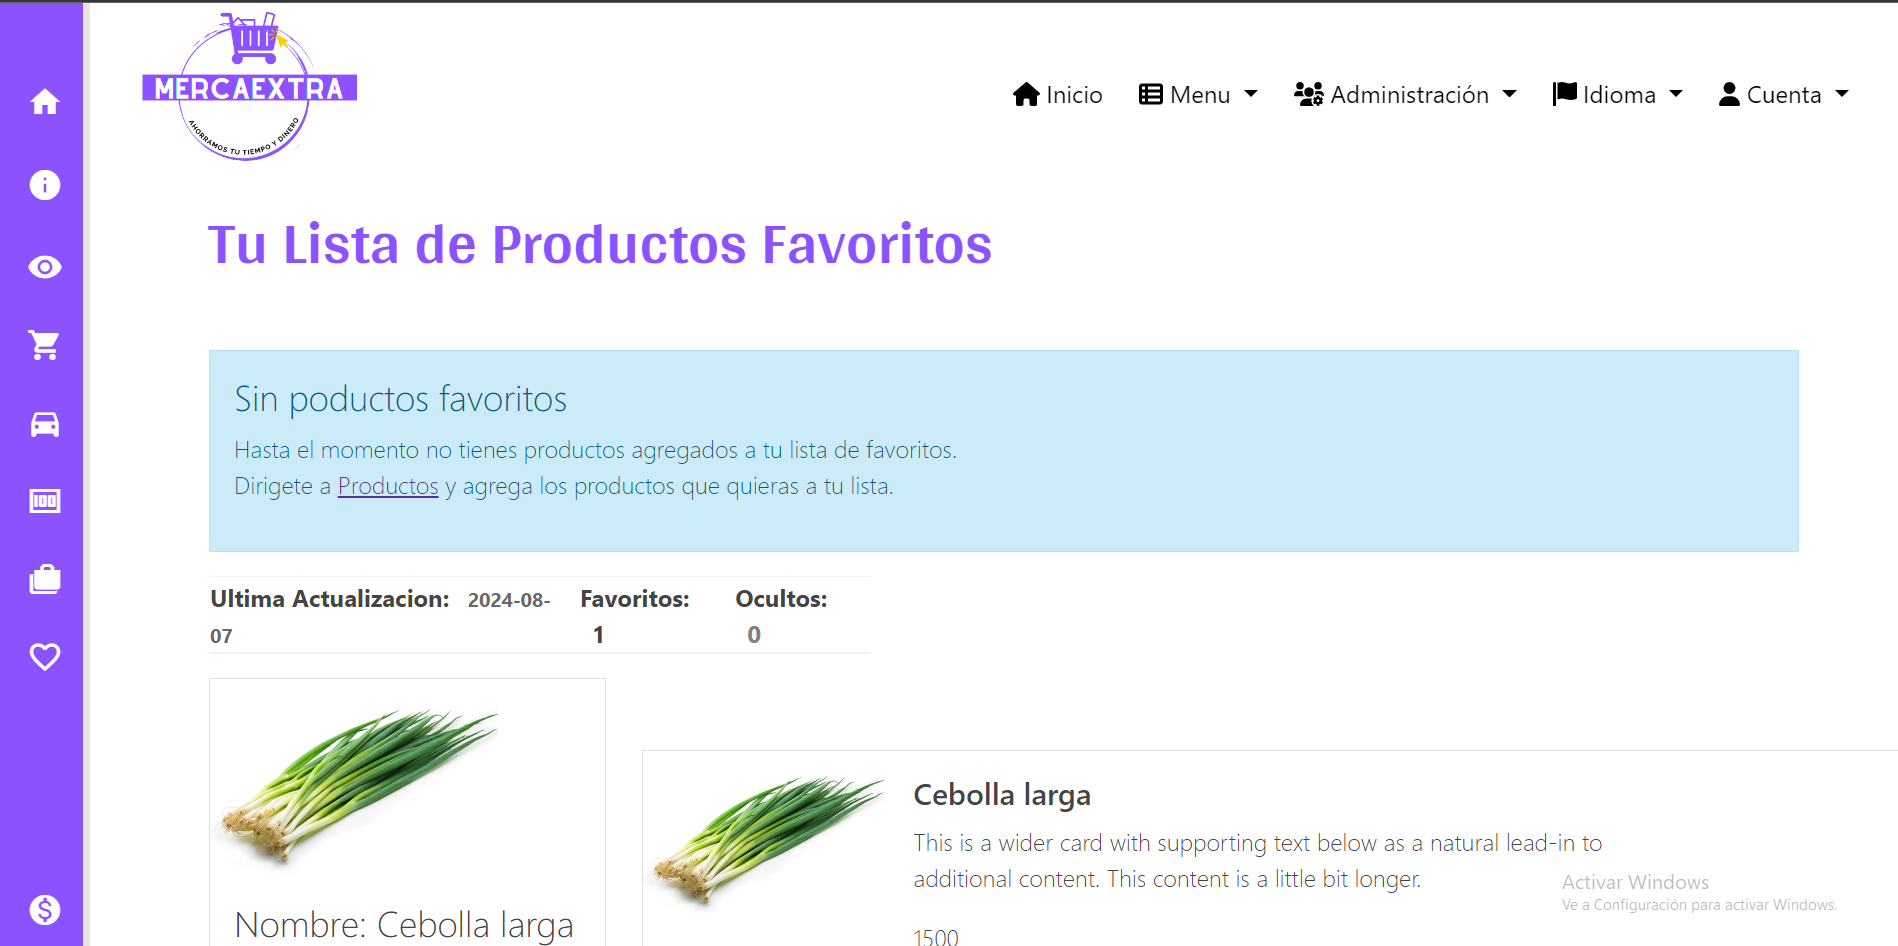 MERCAEXTRA
AHORRAMOS TU TIEMPO Y DINERO
Inicio
Menu
Administración
Idioma
Cuenta
100
Tu Lista de Productos Favoritos
Sin poductos favoritos
Hasta el momento no tienes productos agregados a tu lista de favoritos.
Dirigete a Productos y agrega los productos que quieras a tu lista.
Ultima Actualizacion: 2024-08-
07
Favoritos:
1
Ocultos:
0
Nombre: Cebolla larga
Cebolla larga
This is a wider card with supporting text below as a natural lead-in to
additional content. This content is a little bit longer.
1500
Activar Windows
Ve a Configuración para activar Windows.